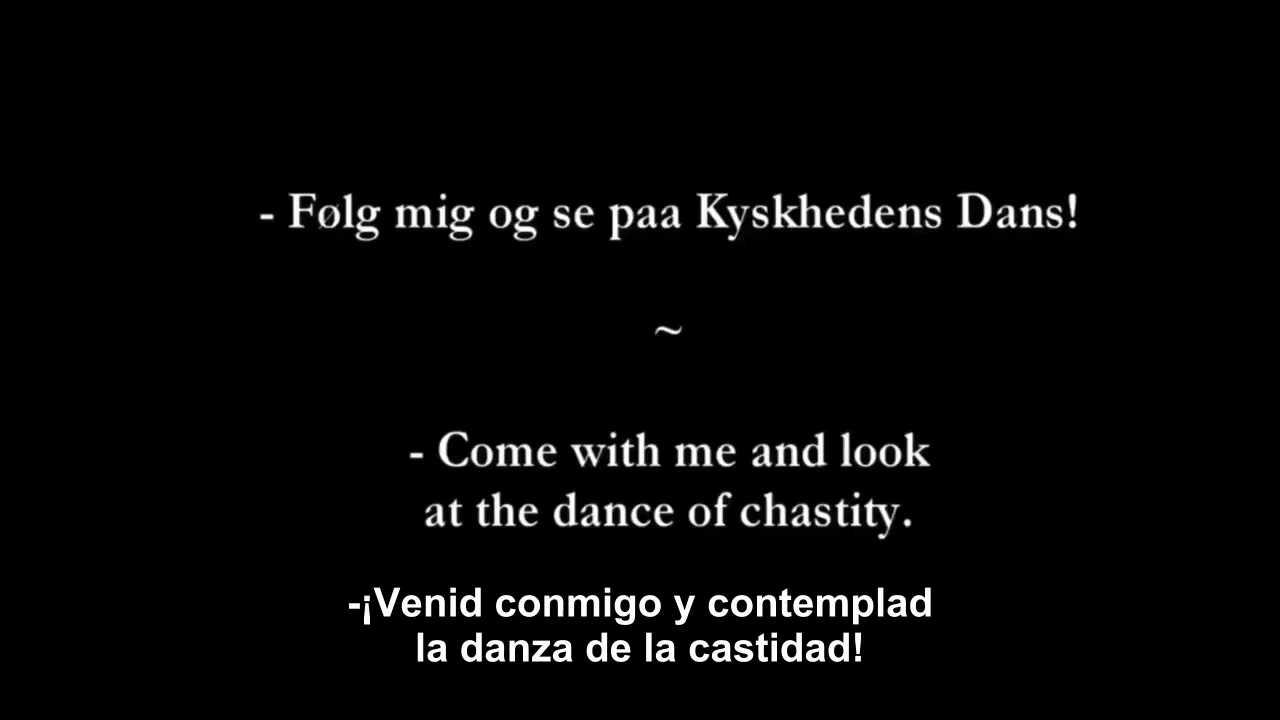 - Følg mig og se paa Kyskhedens Dans!
~
- Come with me and look
at the dance of chastity.
-¡Venid conmigo y contemplad
la danza de la castidad!